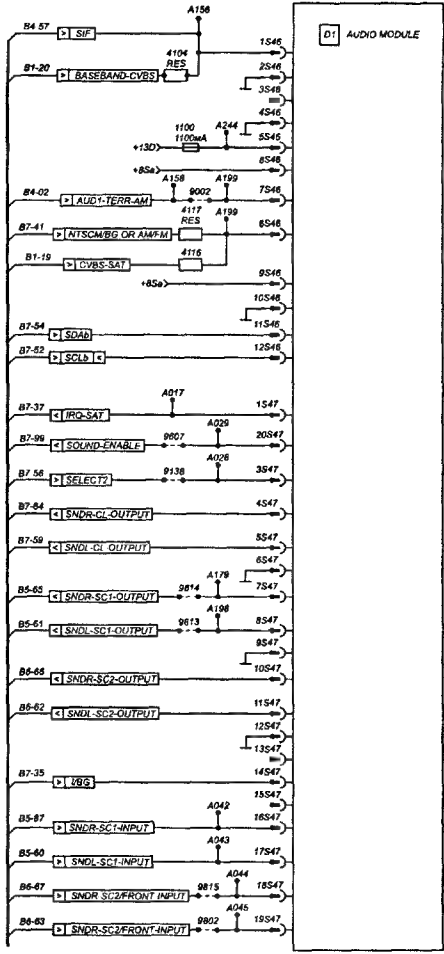 A156
B4-57 > SIF 4104 RES 1S46
D1 AUDIO MODULE
B1-20 > BASEBAND-CVBS 2S46
3S46
4S46
1100 1100mA A244
+13D 5S46
+8Sa 6S46
A158 9002 A199
B4-02 > AUD1-TERR-AM 7S46
4117 RES A199
B7-41 > NTSCM/BG OR AM/FM 8S46
B1-19 > CVBS-SAT 4116
+8Sa 9S46
10S46
B7-54 > SDAb 11S46
B7-52 > SCLb < 12S46
A017
B7-37 < IRQ-SAT 1S47
A029
B7-99 < SOUND-ENABLE 9607 20S47
A026
B7-56 > SELECT2 9138 3S47
B7-64 < SNDR-CL-OUTPUT 4S47
B7-59 < SNDL-CL OUTPUT 5S47
6S47
A179
B5-65 < SNDR-SC1-OUTPUT 9814 7S47
A198
B5-61 < SNDL-SC1-OUTPUT 9813 8S47
9S47
B6-66 < SNDR-SC2-OUTPUT 10S47
B6-62 < SNDL-SC2-OUTPUT 11S47
12S47
13S47
B7-35 > I/BG 14S47
15S47
A042
B5-67 > SNDR-SC1-INPUT 16S47
A043
B5-60 > SNDL-SC1-INPUT 17S47
A044
B6-67 > SNDR SC2/FRONT INPUT 9815 18S47
A045
B6-63 > SNDR-SC2/FRONT-INPUT 9802 19S47